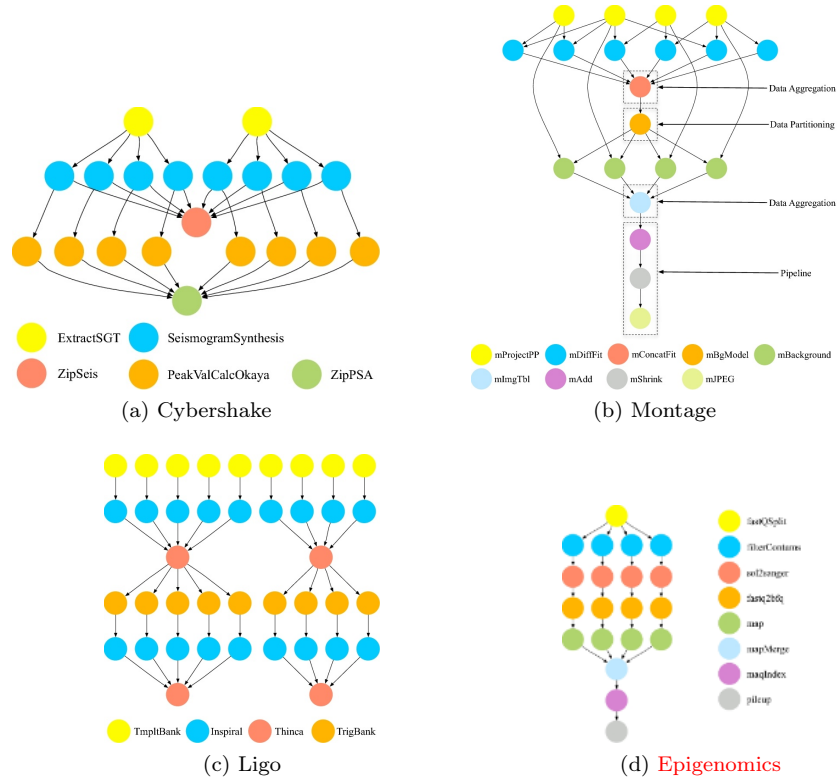 Data Aggregation
Data Partitioning
Data Aggregation
Pipeline
ExtractSGT SeismogramSynthesis
ZipSeis PeakValCalcOkaya ZipPSA
(a) Cybershake
mProjectPP mDiffFit mConcatFit mBgModel mBackground
mImgTbl mAdd mShrink mJPEG
(b) Montage
TmpltBank Inspiral Thinca TrigBank
(c) Ligo
fastQSplit
filterContams
sol2sanger
fastq2bfq
map
mapMerge
maqIndex
pileup
(d) Epigenomics